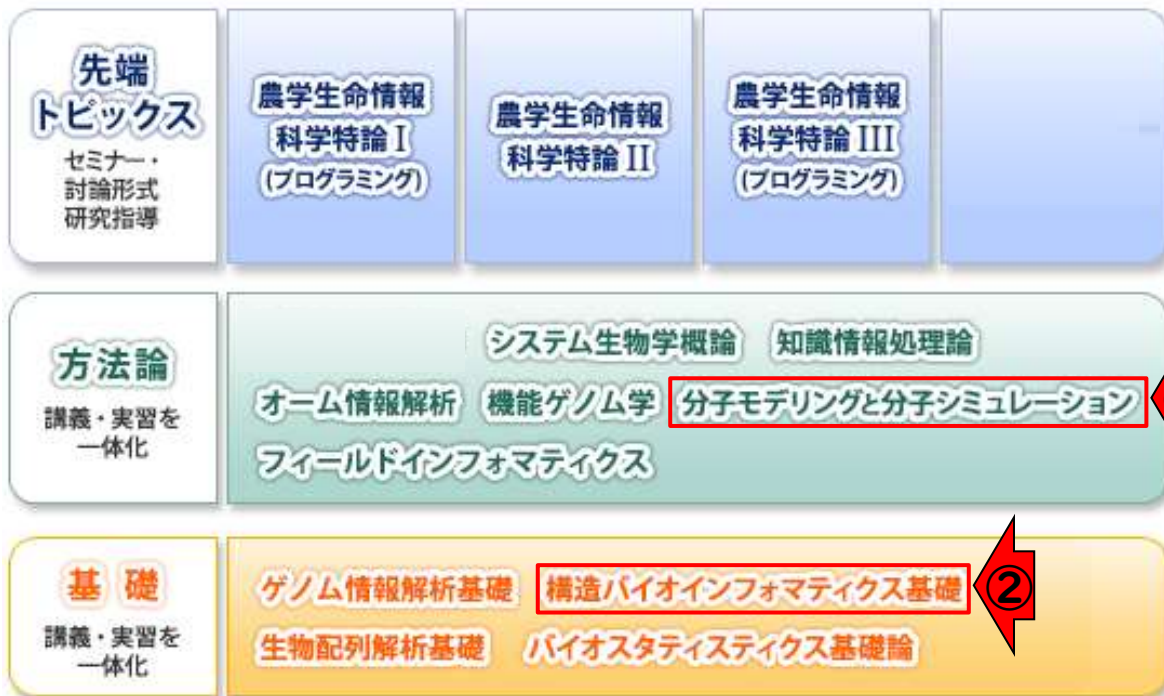 先端
トピックス
セミナー・
討論形式
研究指導
農学生命情報
科学特論 I
(プログラミング)
農学生命情報
科学特論 II
農学生命情報
科学特論 III
(プログラミング)
方法論
講義・実習を
一体化
システム生物学概論 知識情報処理論
オーム情報解析 機能ゲノム学 分子モデリングと分子シミュレーション
フィールドインフォマティクス
基礎
講義・実習を
一体化
ゲノム情報解析基礎 構造バイオインフォマティクス基礎 ②
生物配列解析基礎 バイオスタティスティクス基礎論